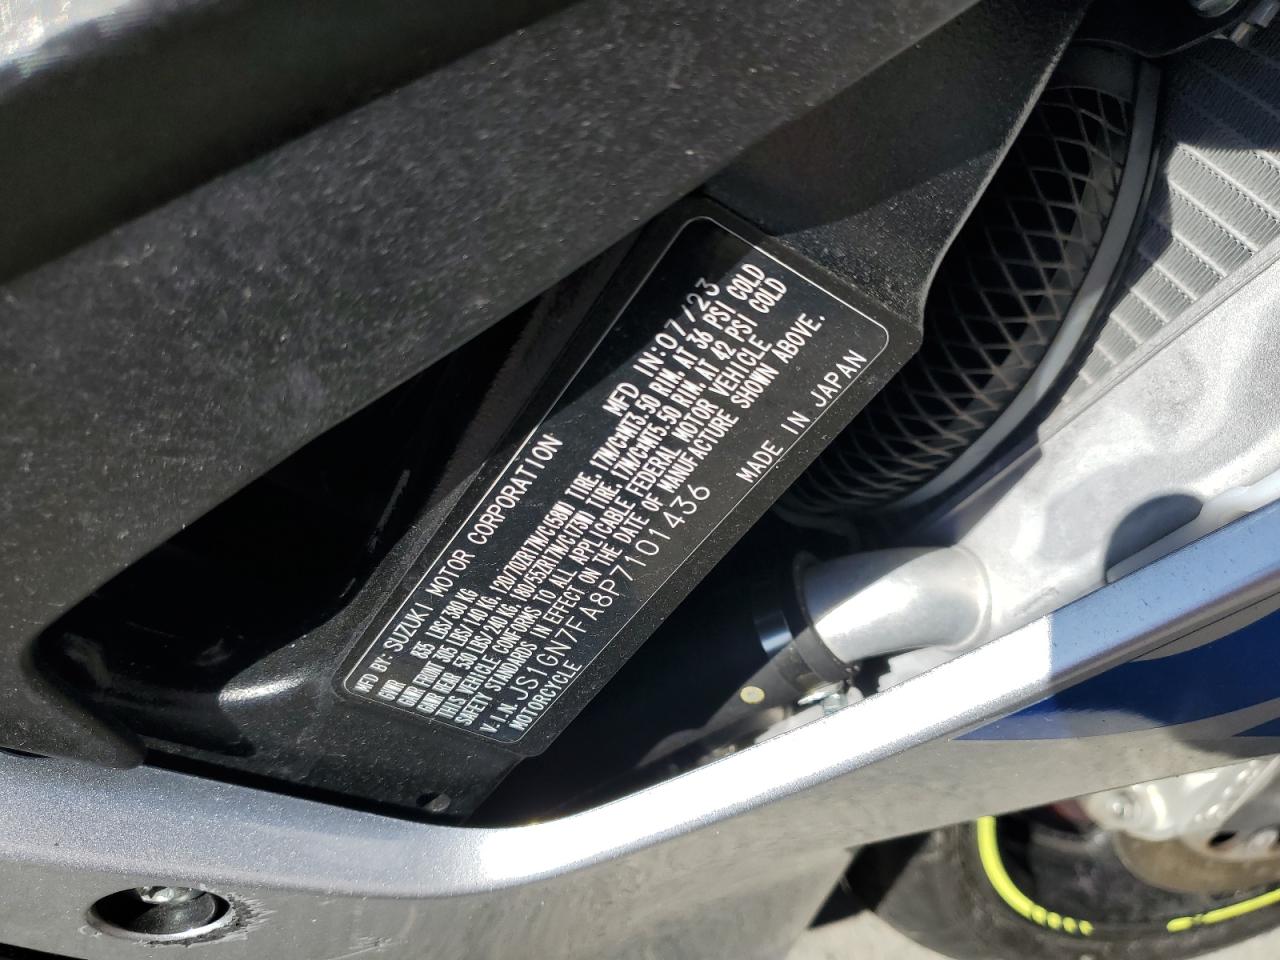 MFD BY: SUZUKI MOTOR CORPORATION MFD IN:07/23
GVWR 835 LBS/380 KG
GAWR FRONT 305 LBS/140 KG. 120/70ZR17M/C(58W) TIRE. 17M/C×MT3.50 RIM. AT 36 PSI COLD
GAWR REAR 530 LBS/240 KG. 180/55ZR17M/C(73W) TIRE. 17M/C×MT5.50 RIM. AT 42 PSI COLD
THIS VEHICLE CONFORMS TO ALL APPLICABLE FEDERAL MOTOR VEHICLE
SAFETY STANDARDS IN EFFECT ON THE DATE OF MANUFACTURE SHOWN ABOVE.
V.I.N. JS1GN7FA8P7101436
MOTORCYCLE MADE IN JAPAN